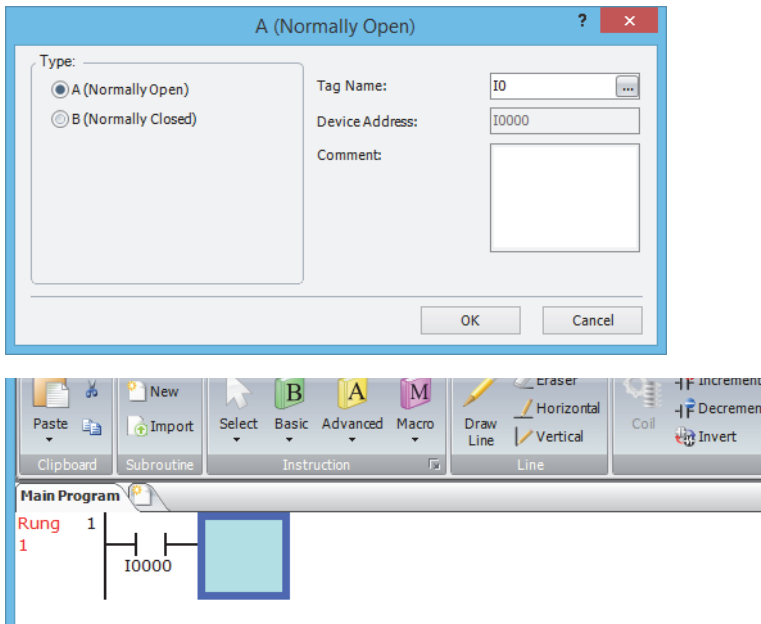 A (Normally Open)
?
Type:
A (Normally Open)
B (Normally Closed)
Tag Name:
I0
...
Device Address:
I0000
Comment:
OK
Cancel
Paste
Clipboard
New
Import
Subroutine
Select
B
Basic
A
Advanced
M
Macro
Instruction
Draw
Line
Eraser
Horizontal
Vertical
Line
Coil
Increment
Decremen
Invert
Main Program
Rung 1
1
I0000